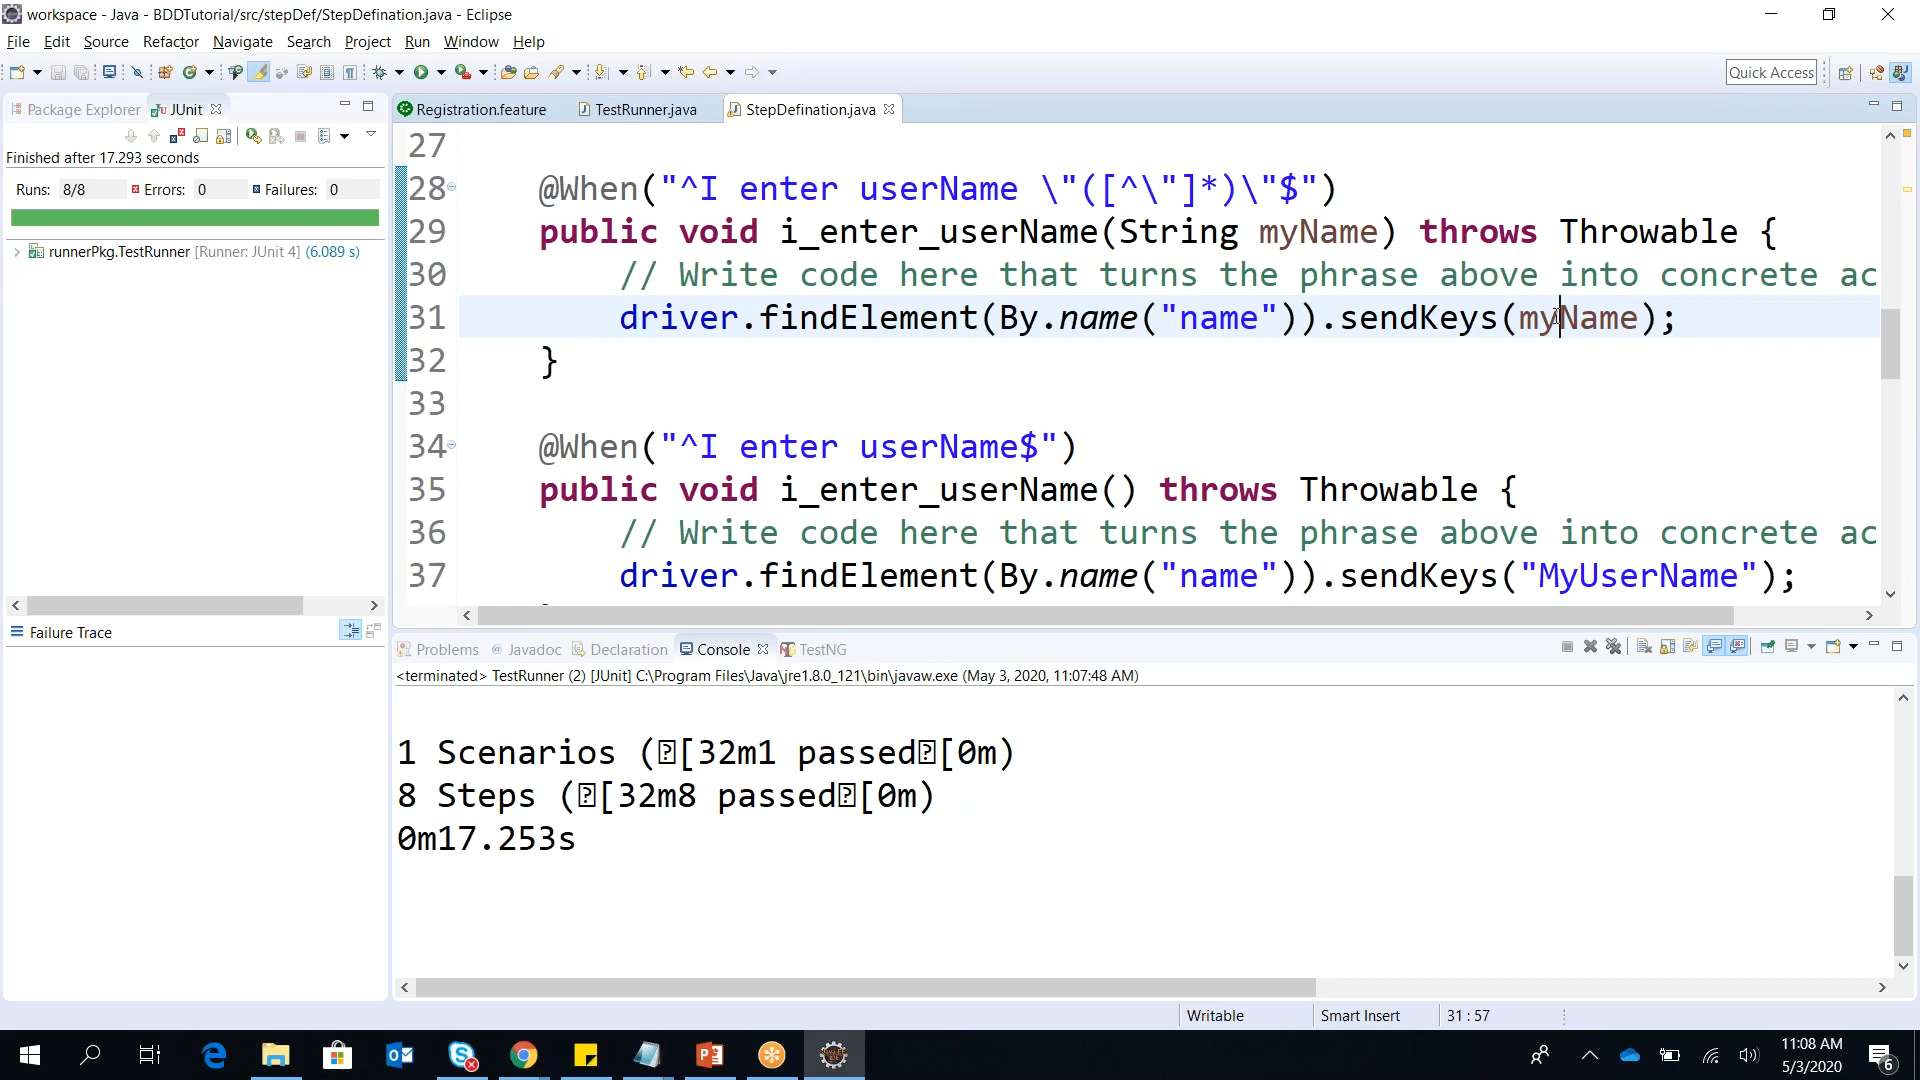 workspace - Java - BDDTutorial/src/stepDef/StepDefination.java - Eclipse
File Edit Source Refactor Navigate Search Project Run Window Help
Quick Access
Package Explorer JUnit
Finished after 17.293 seconds
Runs: 8/8 Errors: 0 Failures: 0
runnerPkg.TestRunner [Runner: JUnit 4] (6.089 s)
Failure Trace
Registration.feature TestRunner.java StepDefination.java
27
28 @When("^I enter userName \"([^\"]*)\"$")
29 public void i_enter_userName(String myName) throws Throwable {
30 // Write code here that turns the phrase above into concrete ac
31 driver.findElement(By.name("name")).sendKeys(myName);
32 }
33
34 @When("^I enter userName$")
35 public void i_enter_userName() throws Throwable {
36 // Write code here that turns the phrase above into concrete ac
37 driver.findElement(By.name("name")).sendKeys("MyUserName");
Problems Javadoc Declaration Console TestNG
<terminated> TestRunner (2) [JUnit] C:\Program Files\Java\jre1.8.0_121\bin\javaw.exe (May 3, 2020, 11:07:48 AM)
1 Scenarios (⍰[32m1 passed⍰[0m)
8 Steps (⍰[32m8 passed⍰[0m)
0m17.253s
Writable Smart Insert 31 : 57
11:08 AM
5/3/2020
6